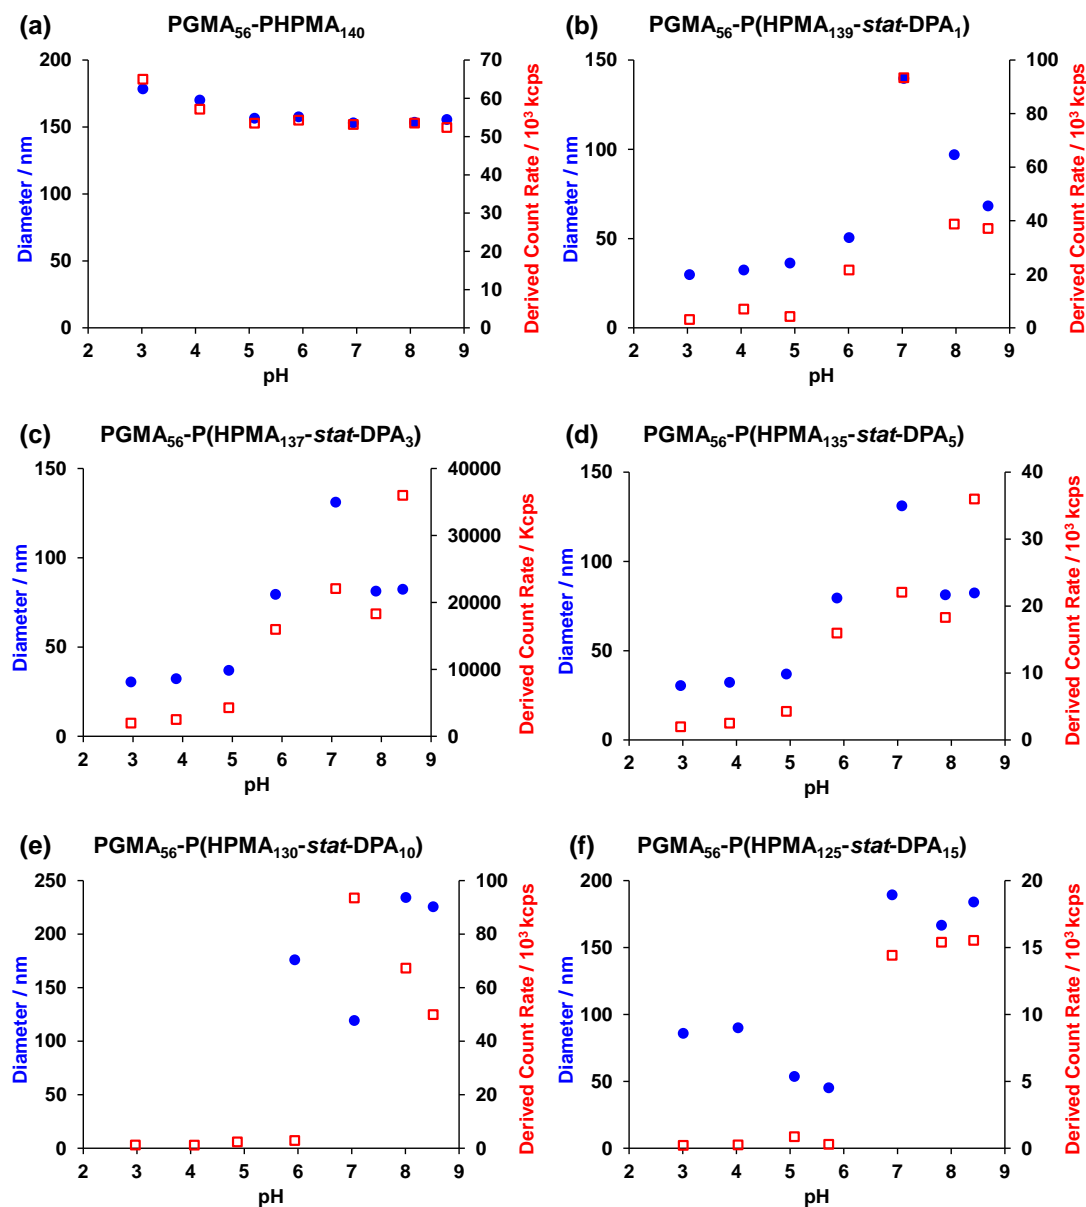 (a) PGMA₅₆-PHPMA₁₄₀
200
150
100
50
0
70
60
50
40
30
20
10
0
2 3 4 5 6 7 8 9
pH
Diameter / nm
Derived Count Rate / 10³ kcps
(b) PGMA₅₆-P(HPMA₁₃₉-stat-DPA₁)
150
100
50
0
100
80
60
40
20
0
2 3 4 5 6 7 8 9
pH
Diameter / nm
Derived Count Rate / 10³ kcps
(c) PGMA₅₆-P(HPMA₁₃₇-stat-DPA₃)
150
100
50
0
40000
30000
20000
10000
0
2 3 4 5 6 7 8 9
pH
Diameter / nm
Derived Count Rate / Kcps
(d) PGMA₅₆-P(HPMA₁₃₅-stat-DPA₅)
150
100
50
0
40
30
20
10
0
2 3 4 5 6 7 8 9
pH
Diameter / nm
Derived Count Rate / 10³ kcps
(e) PGMA₅₆-P(HPMA₁₃₀-stat-DPA₁₀)
250
200
150
100
50
0
100
80
60
40
20
0
2 3 4 5 6 7 8 9
pH
Diameter / nm
Derived Count Rate / 10³ kcps
(f) PGMA₅₆-P(HPMA₁₂₅-stat-DPA₁₅)
200
150
100
50
0
20
15
10
5
0
2 3 4 5 6 7 8 9
pH
Diameter / nm
Derived Count Rate / 10³ kcps